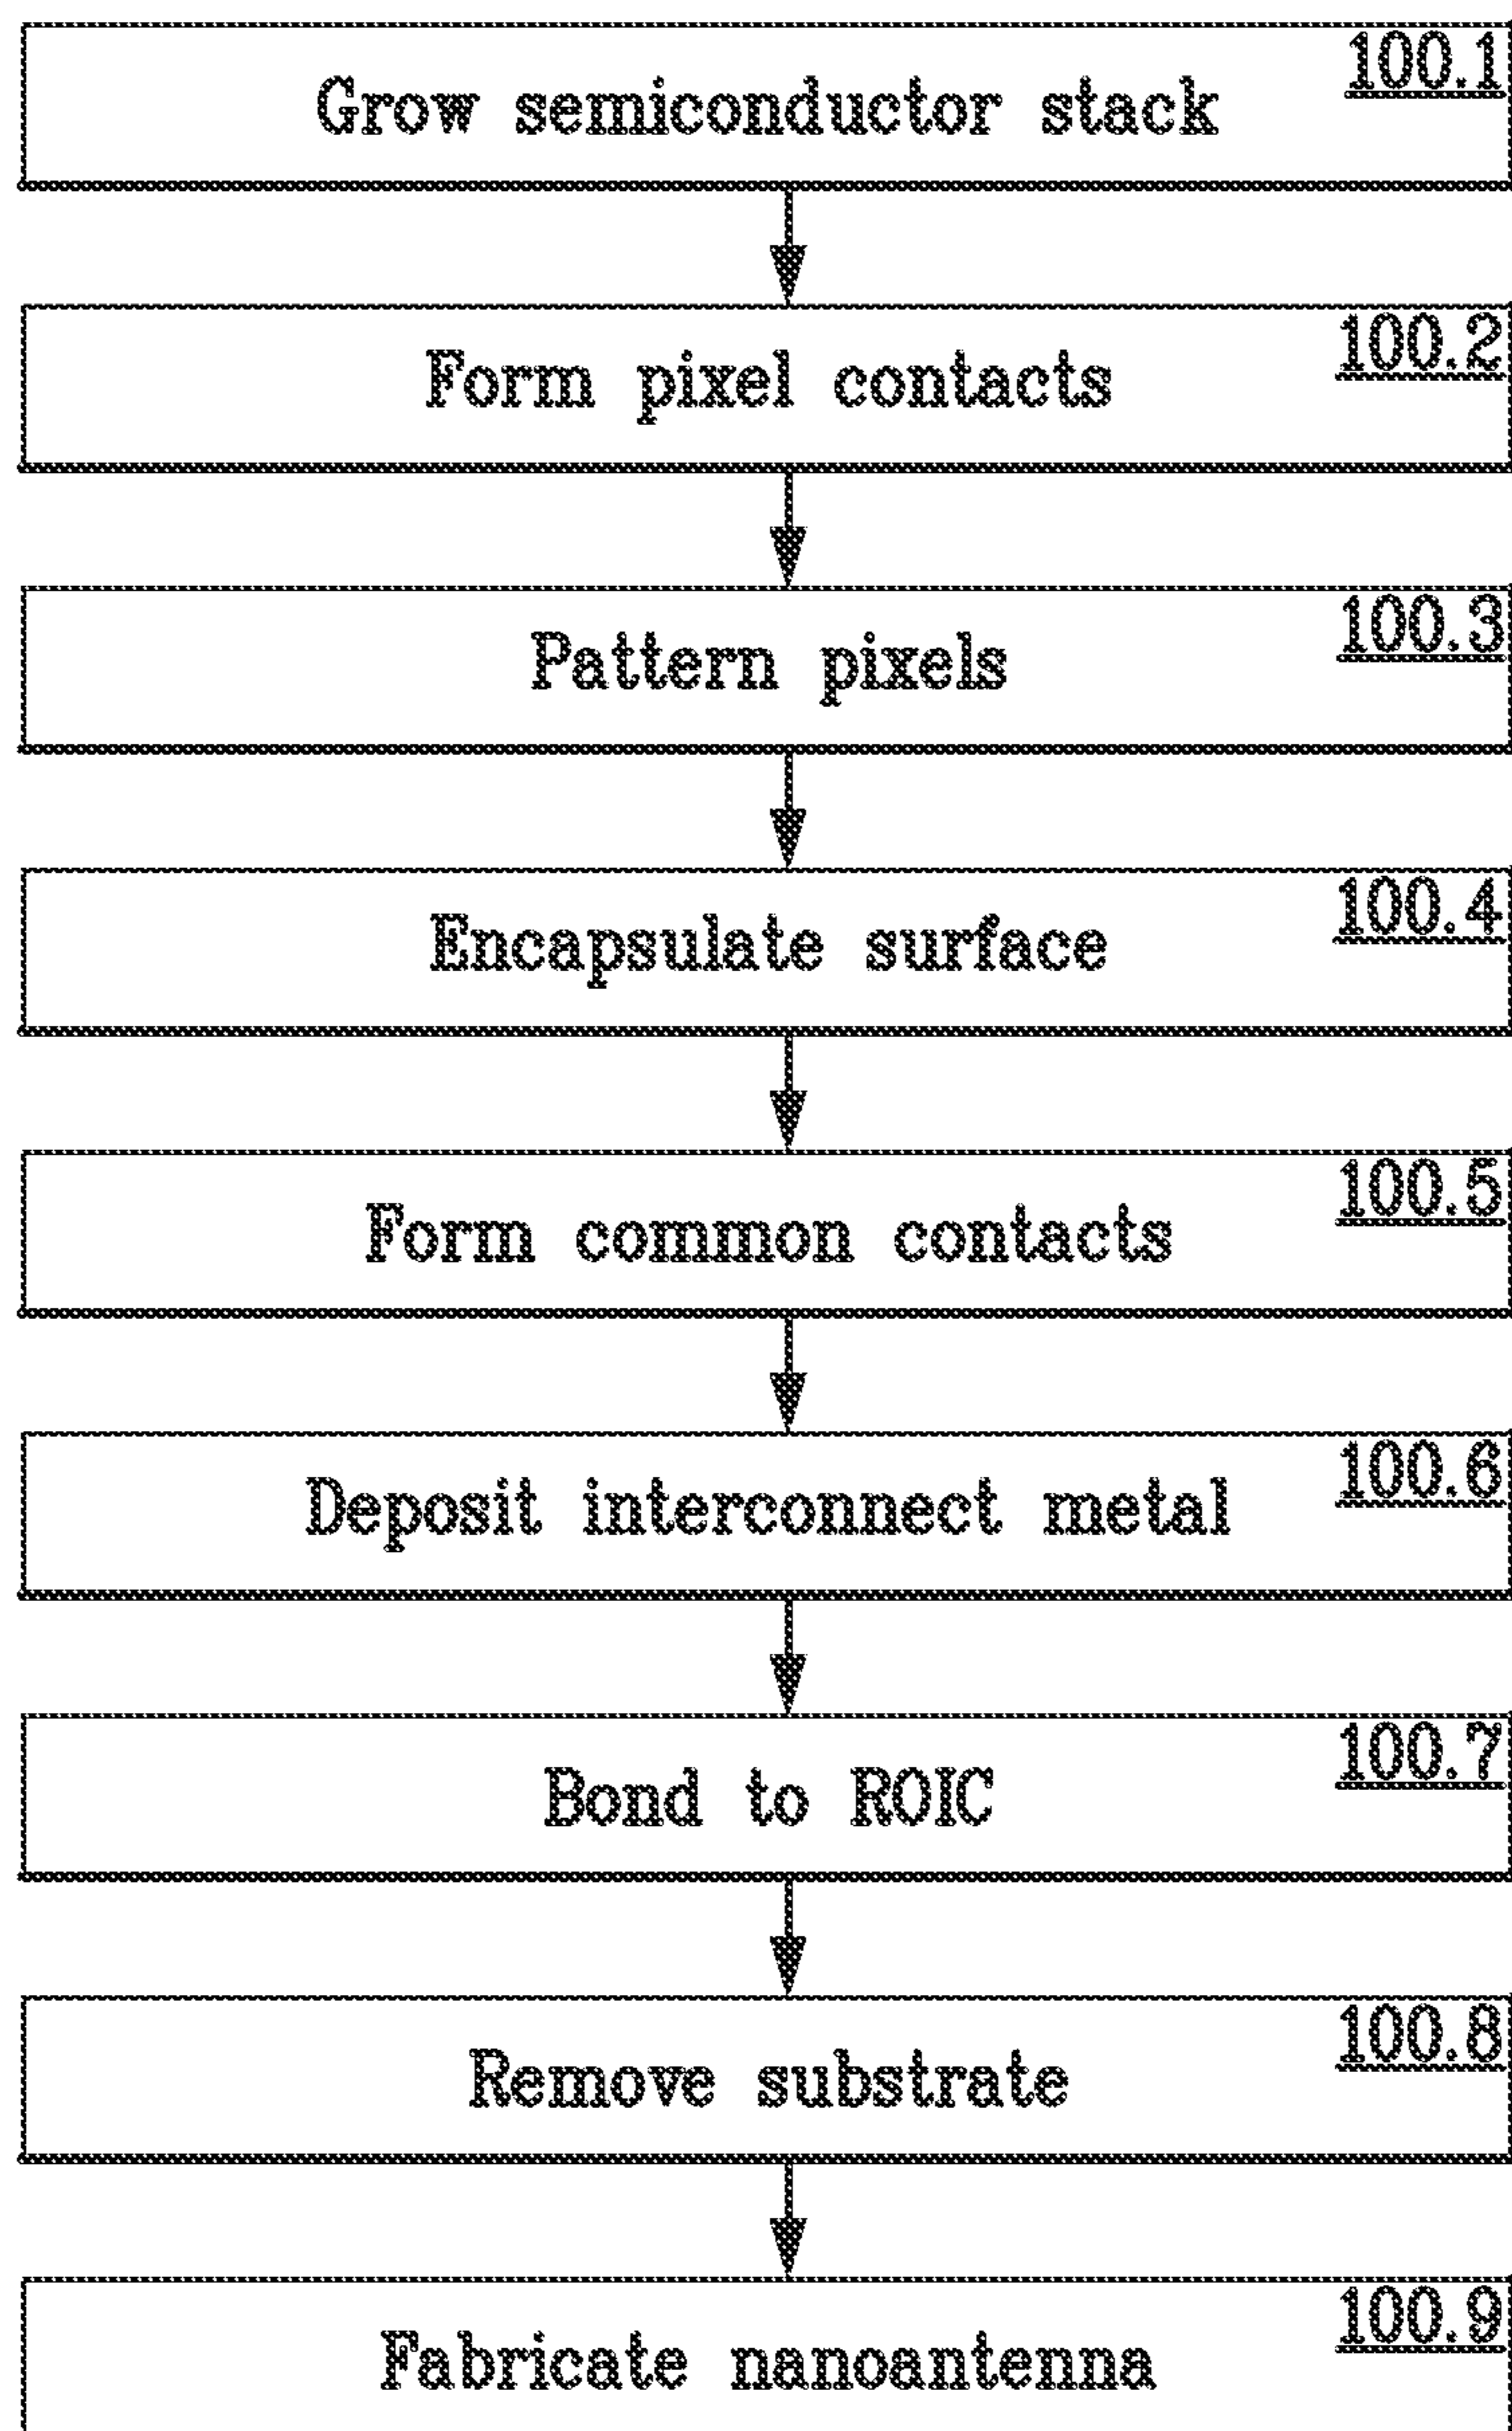 100.1
Grow semiconductor stack
100.2
Form pixel contacts
100.3
Pattern pixels
100.4
Encapsulate surface
100.5
Form common contacts
100.6
Deposit interconnect metal
100.7
Bond to ROIC
100.8
Remove substrate
100.9
Fabricate nanoantenna